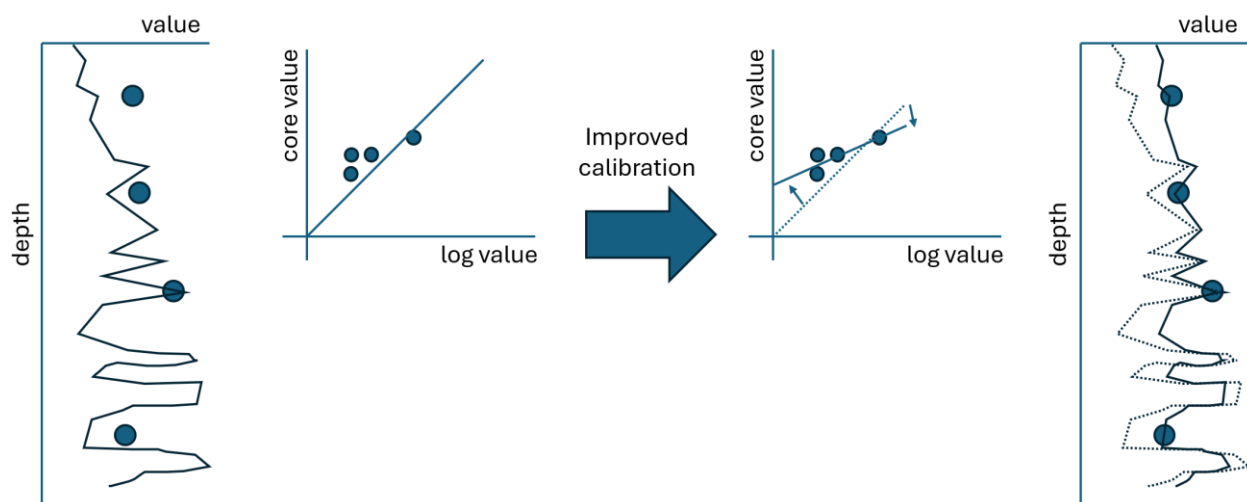 value
depth
core value
log value
Improved
calibration
core value
log value
value
depth